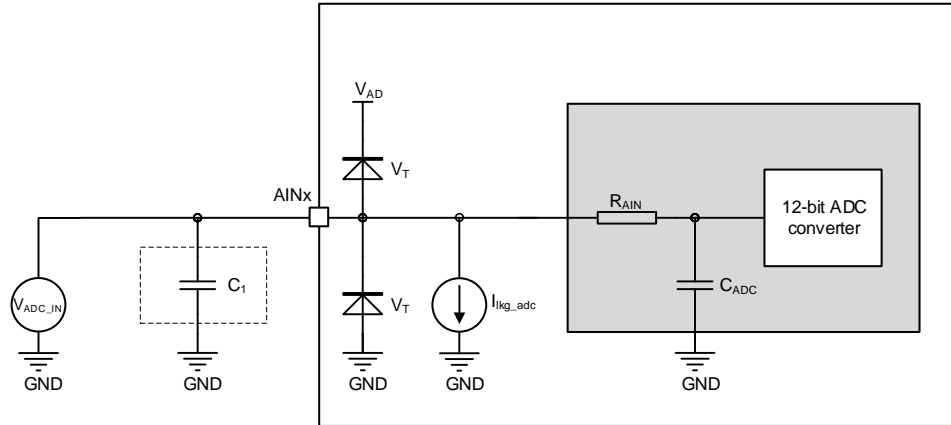 V_AD
V_T
AINx
R_AIN
12-bit ADC
converter
V_ADC_IN
C_1
V_T
I_lkg_adc
C_ADC
GND
GND
GND
GND
GND